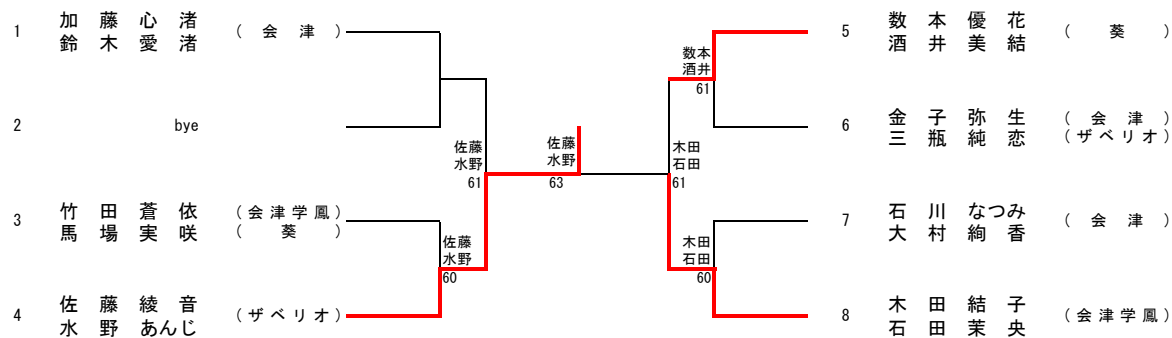 1 加藤心渚 (会津)
鈴木愛渚
2 bye
佐藤
水野
61
3 竹田蒼依 (会津学鳳)
馬場実咲 (葵)
佐藤
水野
60
4 佐藤綾音 (ザベリオ)
水野あんじ
佐藤
水野
63
数本
酒井
61
5 数本優花 (葵)
酒井美結
6 金子弥生 (会津)
三瓶純恋 (ザベリオ)
木田
石田
61
7 石川なつみ (会津)
大村絢香
木田
石田
60
8 木田結子 (会津学鳳)
石田茉央